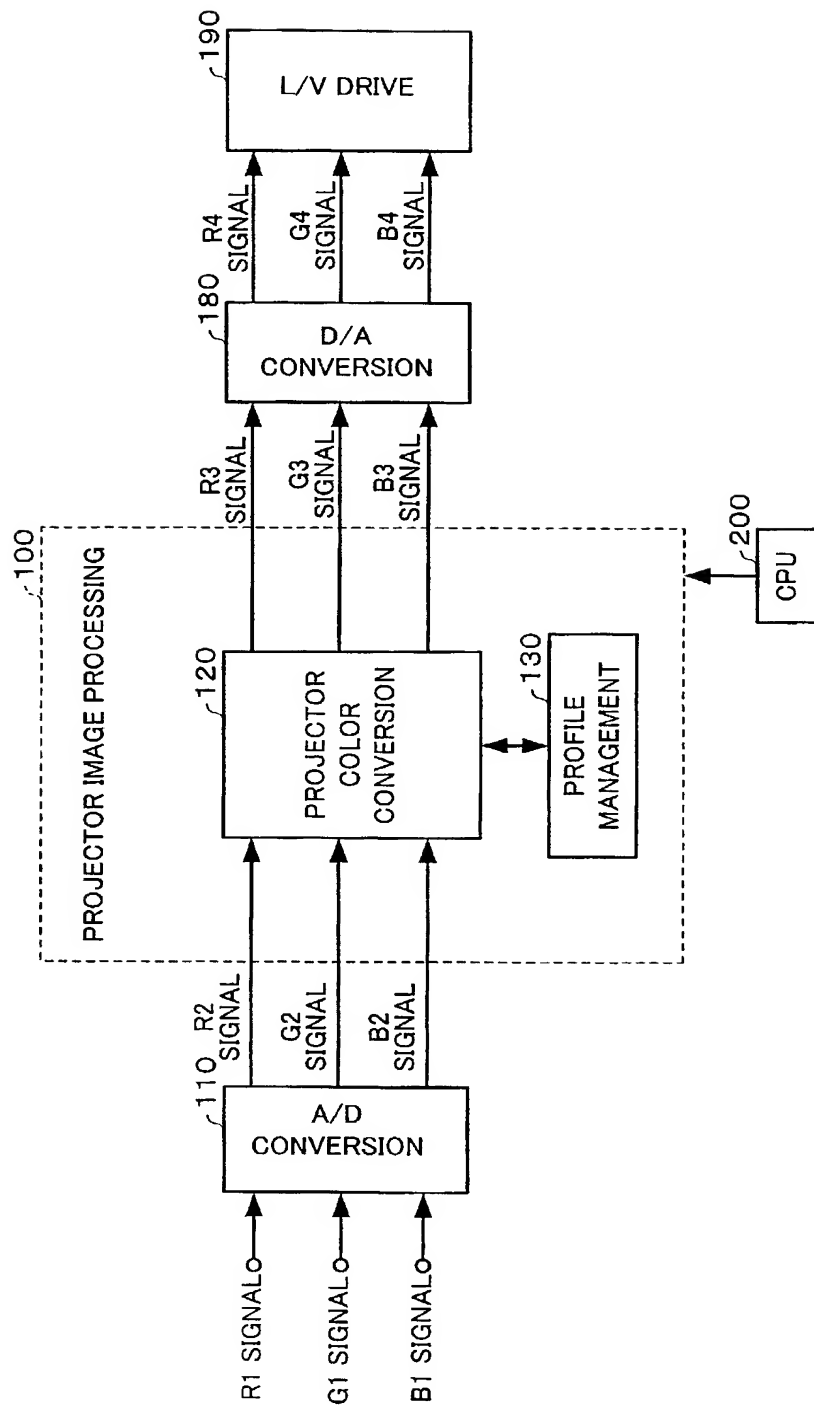 R1 SIGNAL
G1 SIGNAL
B1 SIGNAL
110
A/D
CONVERSION
R2
SIGNAL
G2
SIGNAL
B2
SIGNAL
100
PROJECTOR IMAGE PROCESSING
120
PROJECTOR
COLOR
CONVERSION
130
PROFILE
MANAGEMENT
200
CPU
R3
SIGNAL
G3
SIGNAL
B3
SIGNAL
180
D/A
CONVERSION
R4
SIGNAL
G4
SIGNAL
B4
SIGNAL
190
L/V DRIVE